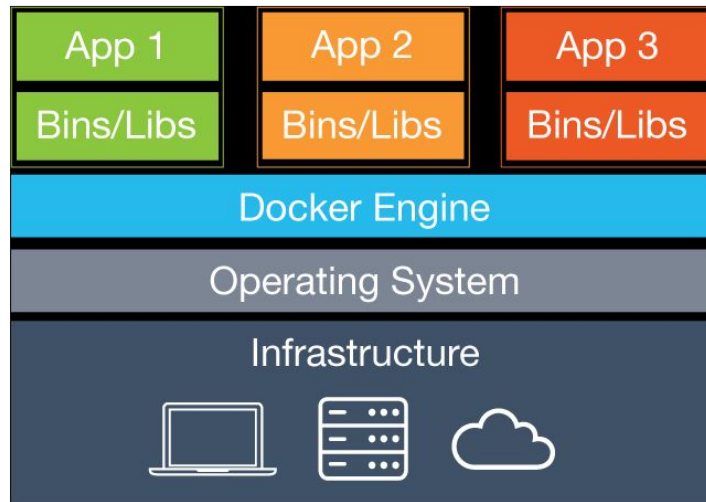 App 1
App 2
App 3
Bins/Libs
Bins/Libs
Bins/Libs
Docker Engine
Operating System
Infrastructure